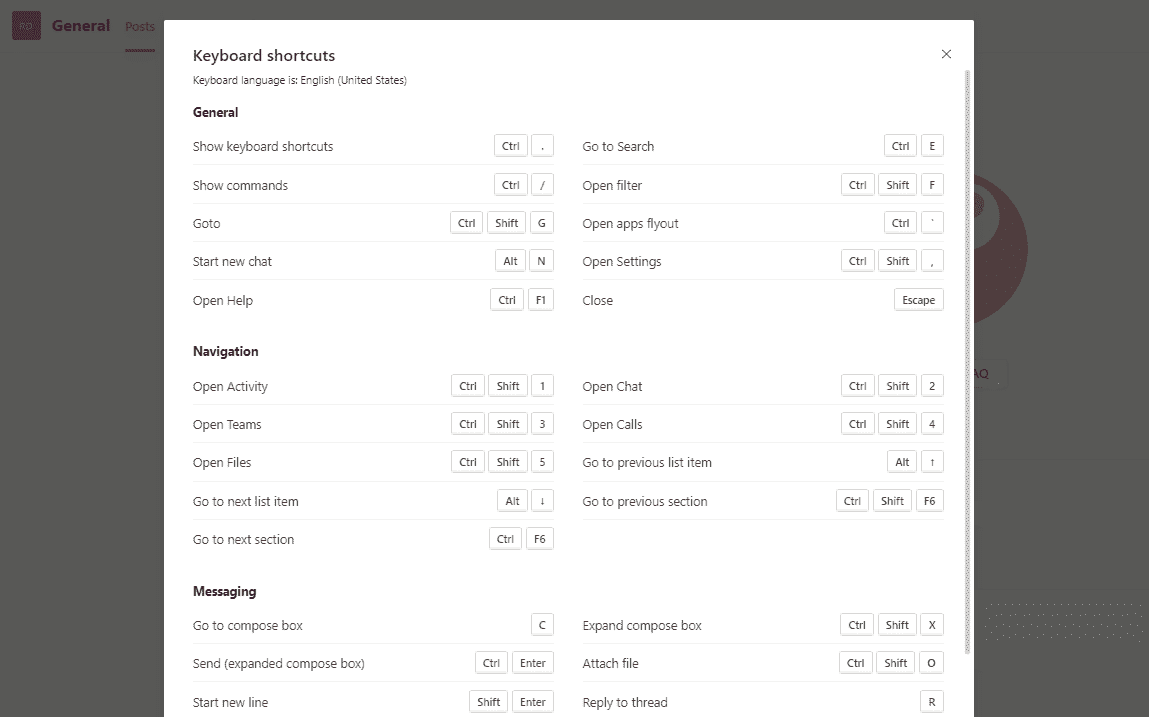 RD General Posts
Keyboard shortcuts
Keyboard language is: English (United States)
General
Show keyboard shortcuts Ctrl . Go to Search Ctrl E
Show commands Ctrl / Open filter Ctrl Shift F
Goto Ctrl Shift G Open apps flyout Ctrl `
Start new chat Alt N Open Settings Ctrl Shift ,
Open Help Ctrl F1 Close Escape
Navigation
Open Activity Ctrl Shift 1 Open Chat Ctrl Shift 2
AQ
Open Teams Ctrl Shift 3 Open Calls Ctrl Shift 4
Open Files Ctrl Shift 5 Go to previous list item Alt ↑
Go to next list item Alt ↓ Go to previous section Ctrl Shift F6
Go to next section Ctrl F6
Messaging
Go to compose box C Expand compose box Ctrl Shift X
Send (expanded compose box) Ctrl Enter Attach file Ctrl Shift O
Start new line Shift Enter Reply to thread R